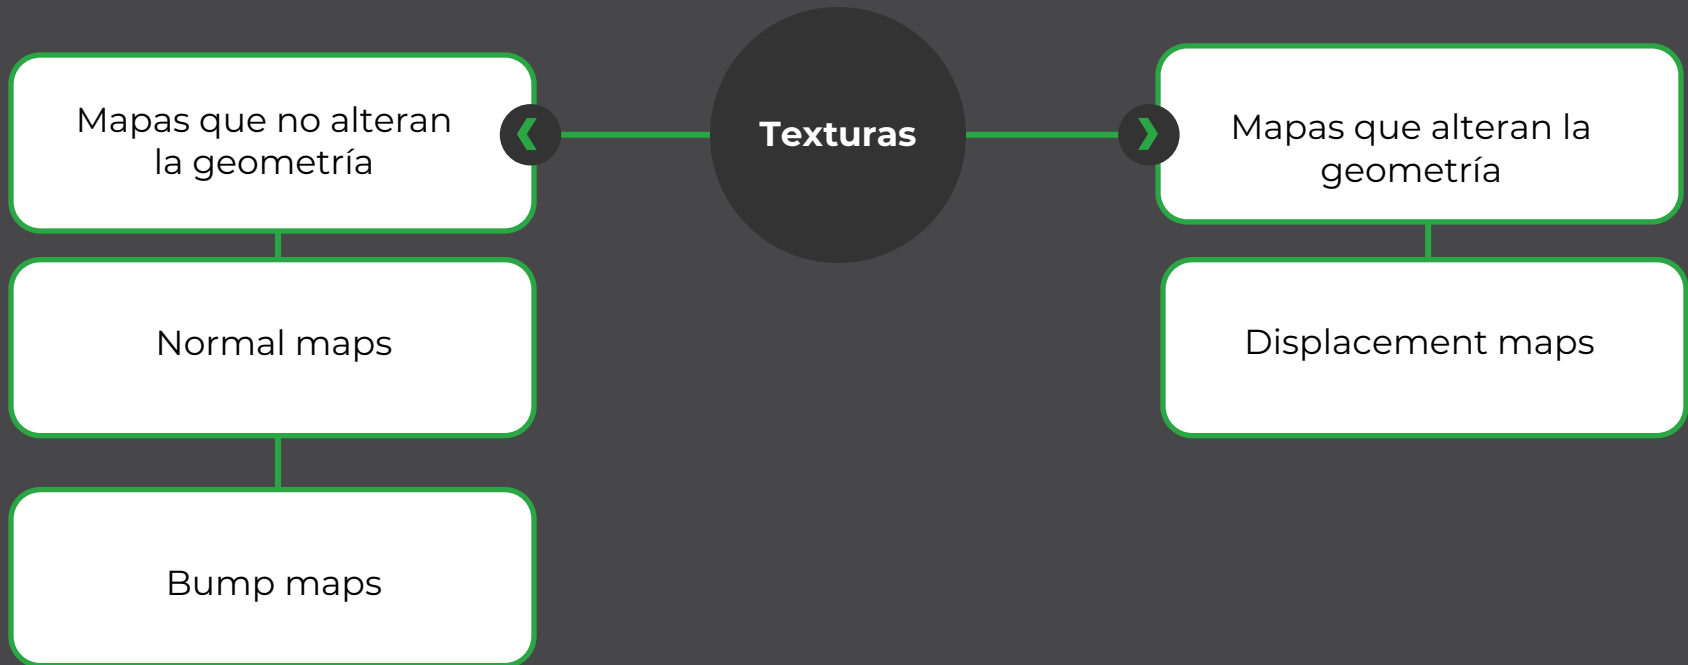 Texturas
Mapas que no alteran
la geometría
Normal maps
Bump maps
Mapas que alteran la
geometría
Displacement maps